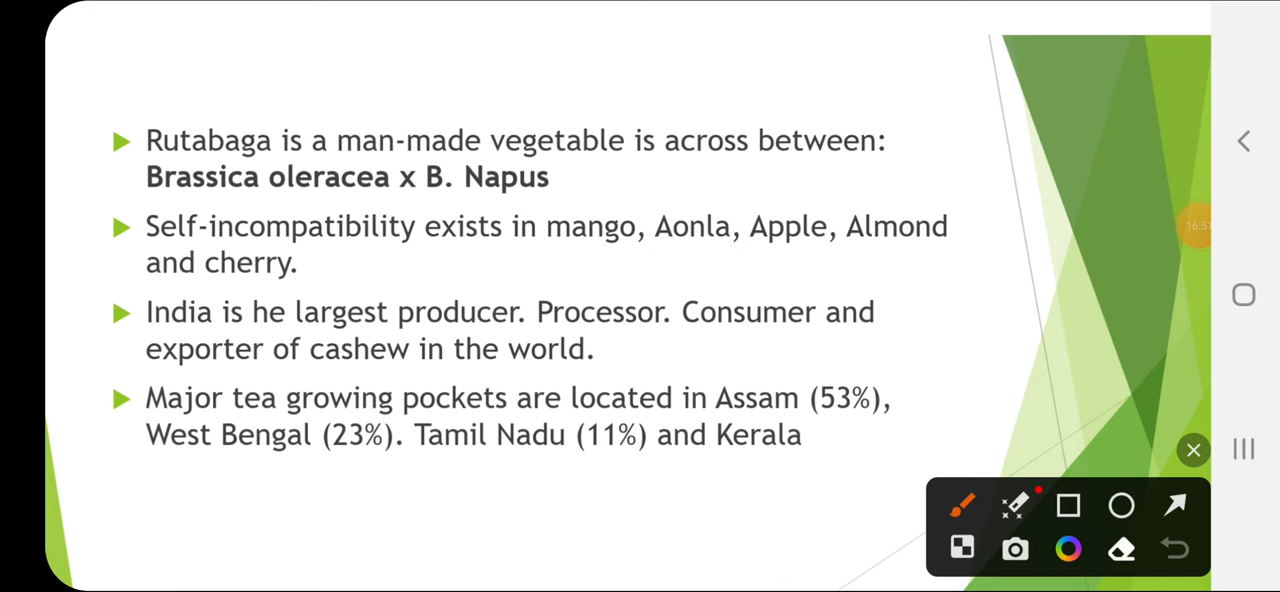 Rutabaga is a man-made vegetable is across between:
Brassica oleracea x B. Napus
Self-incompatibility exists in mango, Aonla, Apple, Almond
and cherry.
India is he largest producer. Processor. Consumer and
exporter of cashew in the world.
Major tea growing pockets are located in Assam (53%),
West Bengal (23%). Tamil Nadu (11%) and Kerala
16:51